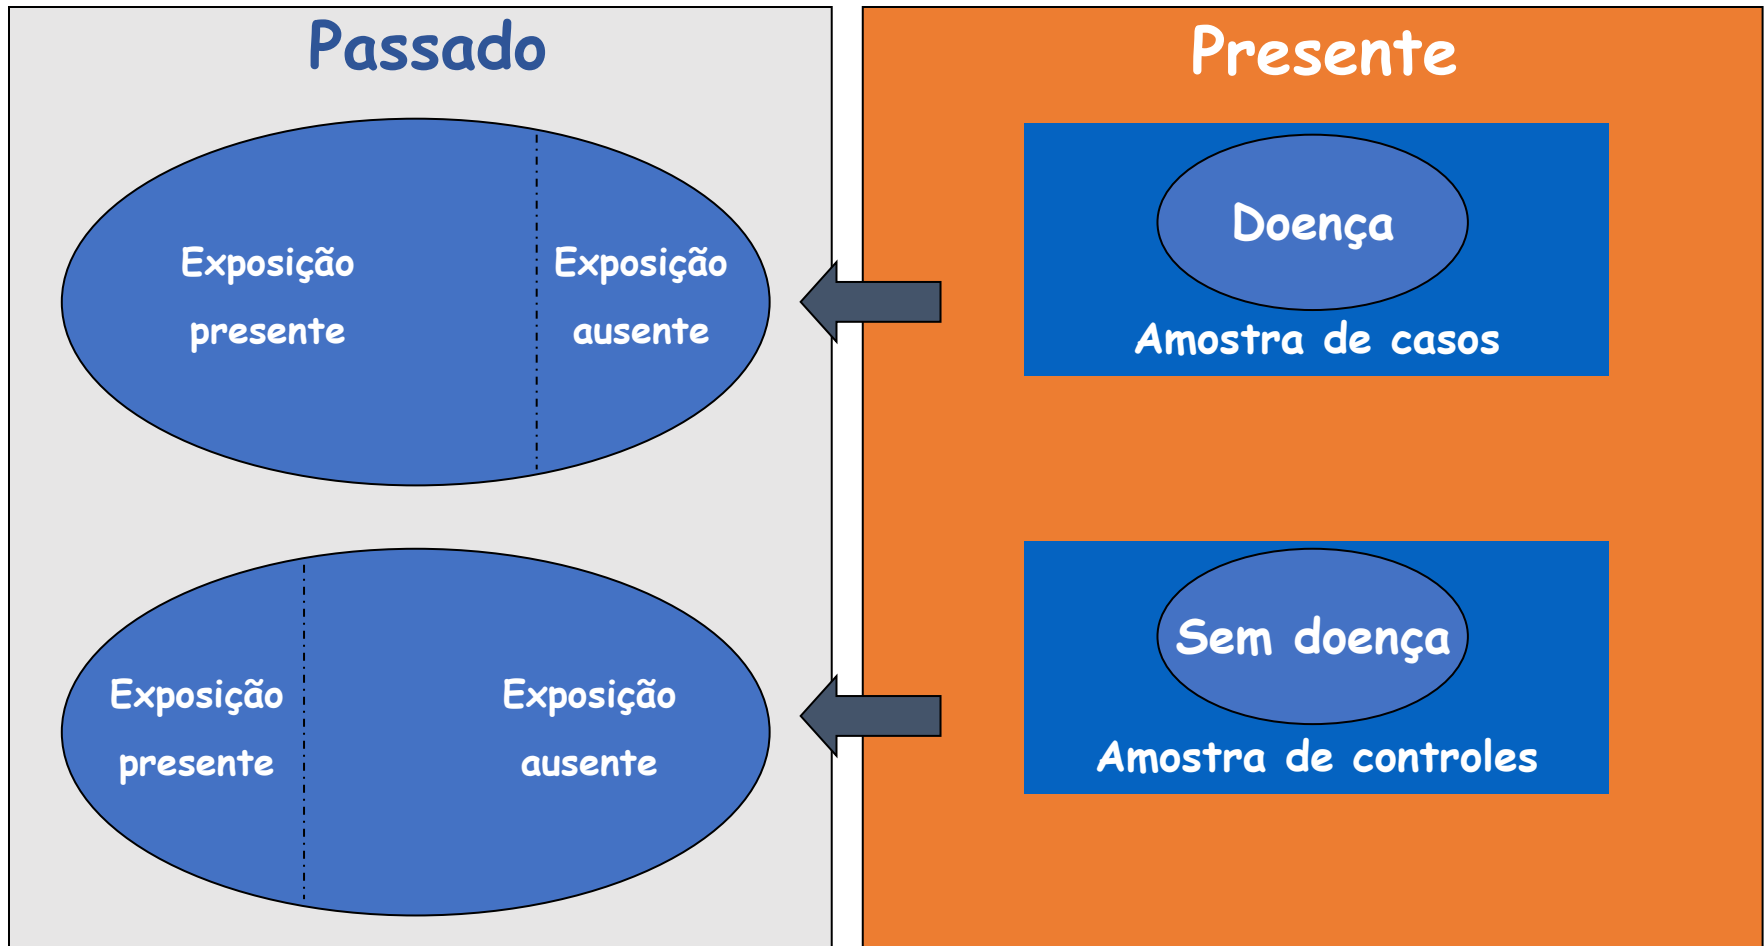 Passado
Presente
Exposição
presente
Exposição
ausente
Doença
Amostra de casos
Exposição
presente
Exposição
ausente
Sem doença
Amostra de controles